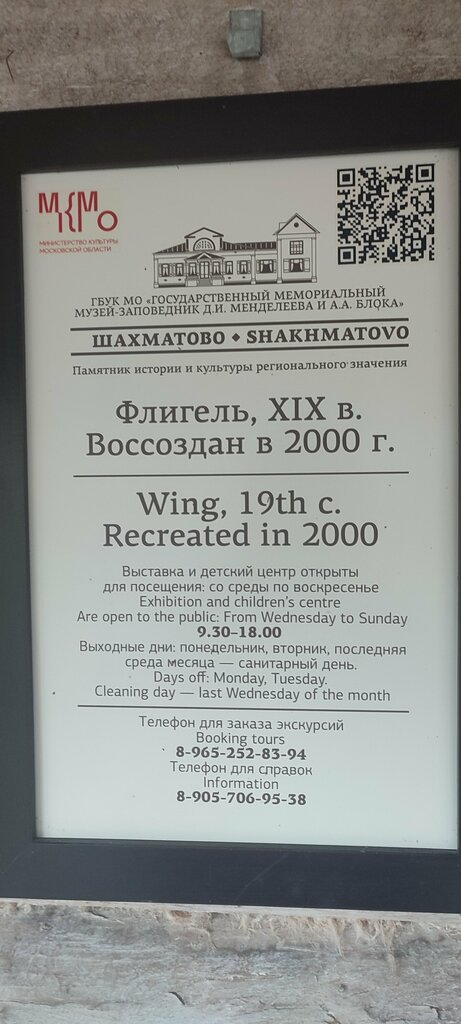 МКМО
МИНИСТЕРСТВО КУЛЬТУРЫ
МОСКОВСКОЙ ОБЛАСТИ
ГБУК МО «ГОСУДАРСТВЕННЫЙ МЕМОРИАЛЬНЫЙ
МУЗЕЙ-ЗАПОВЕДНИК Д.И. МЕНДЕЛЕЕВА И А.А. БЛОКА»
ШАХМАТОВО ◆ SHAKHMATOVO
Памятник истории и культуры регионального значения
Флигель, XIX в.
Воссоздан в 2000 г.
Wing, 19th c.
Recreated in 2000
Выставка и детский центр открыты
для посещения: со среды по воскресенье
Exhibition and children's centre
Are open to the public: From Wednesday to Sunday
9.30–18.00
Выходные дни: понедельник, вторник, последняя
среда месяца — санитарный день.
Days off: Monday, Tuesday.
Cleaning day — last Wednesday of the month
Телефон для заказа экскурсий
Booking tours
8-965-252-83-94
Телефон для справок
Information
8-905-706-95-38